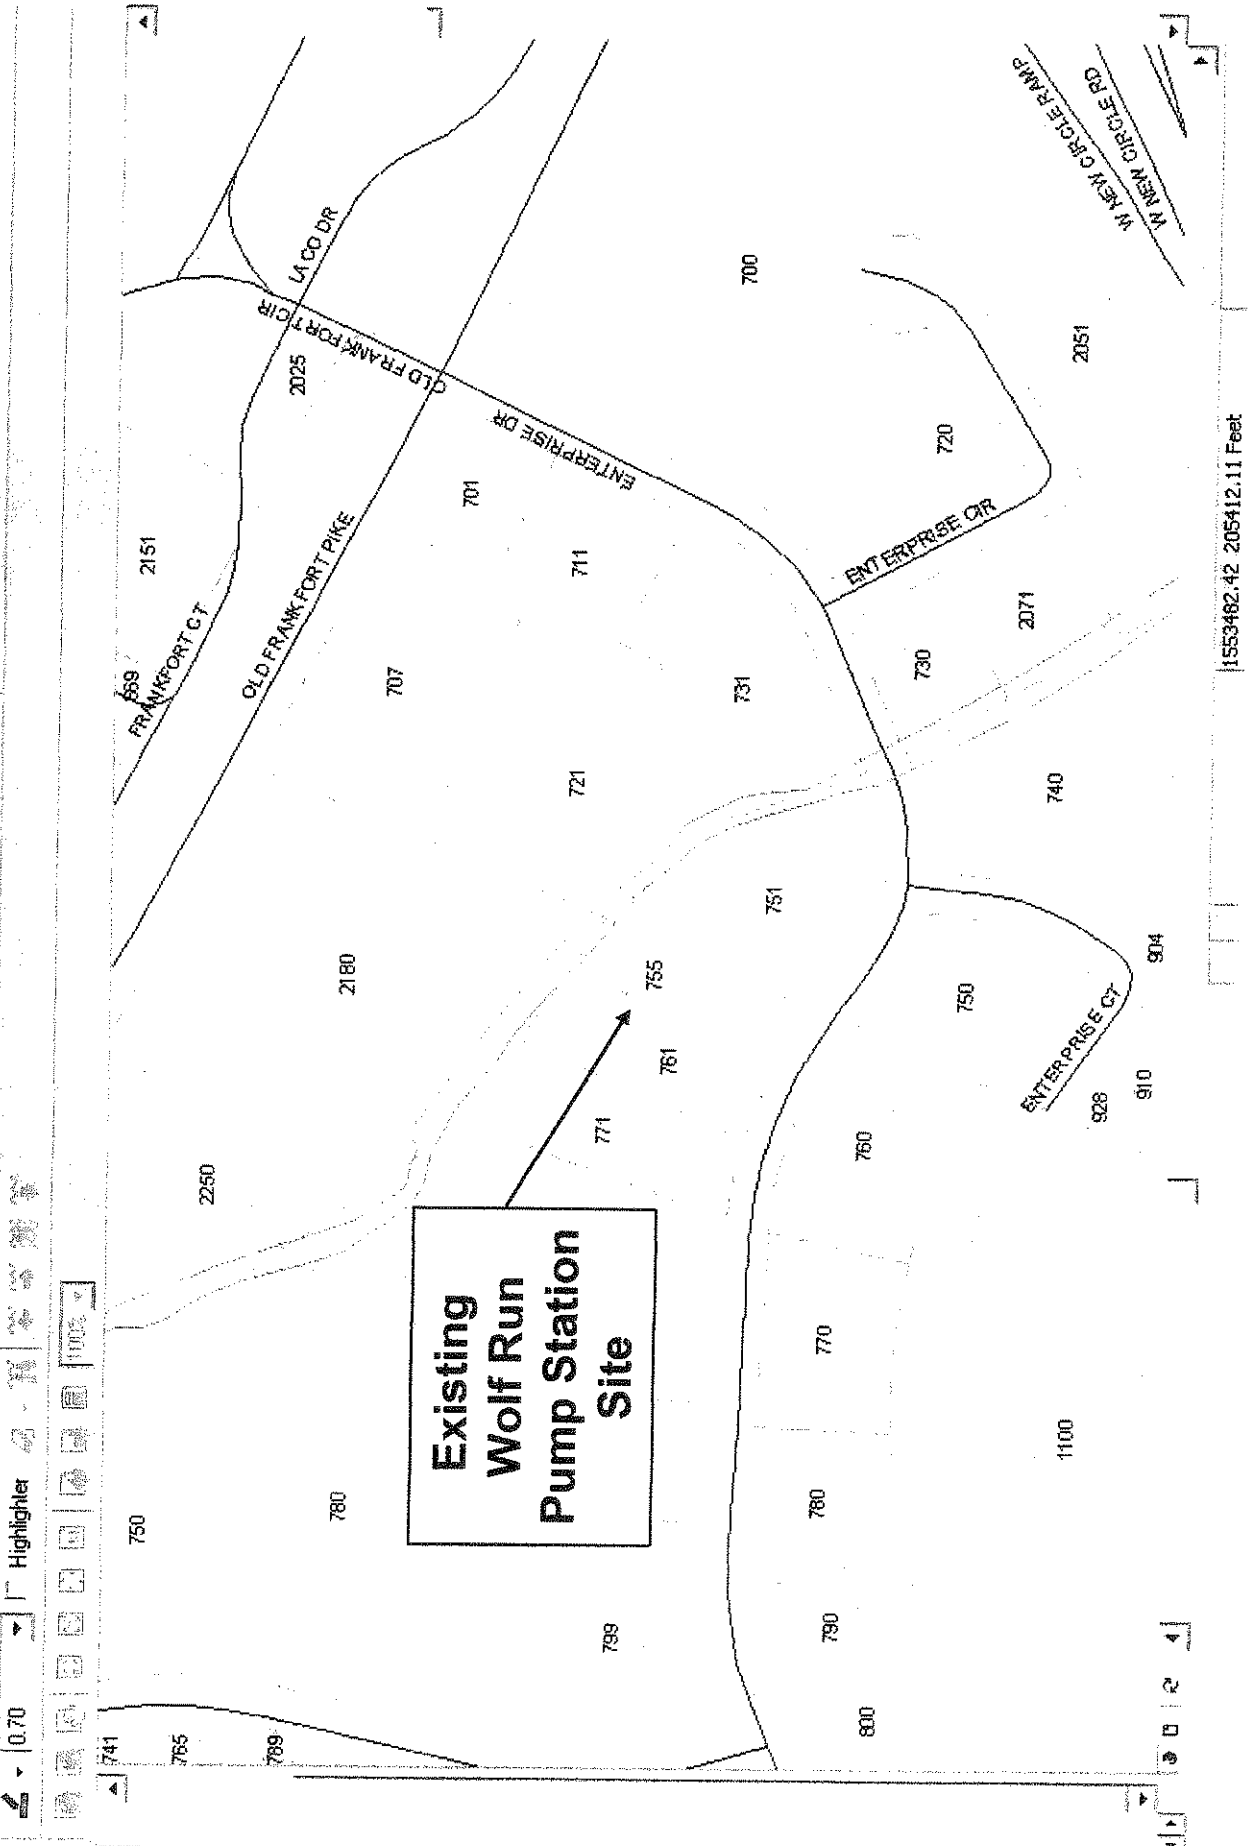 0.70
Highlighter
100%
741
765
789
750
780
799
2250
2180
869
FRANKFORT CT
2151
OLD FRANKFORT PIKE
2025
LA CO DR
OLD FRANKFORT CIR
ENTERPRISE DR
707
701
711
721
731
Existing
Wolf Run
Pump Station
Site
771
761
755
751
700
ENTERPRISE CIR
720
730
2071
2051
W NEW CIRCLE RAMP
W NEW CIRCLE RD
740
750
760
770
780
790
800
1100
ENTERPRISE CT
904
910
928
1553482.42 205412.11 Feet